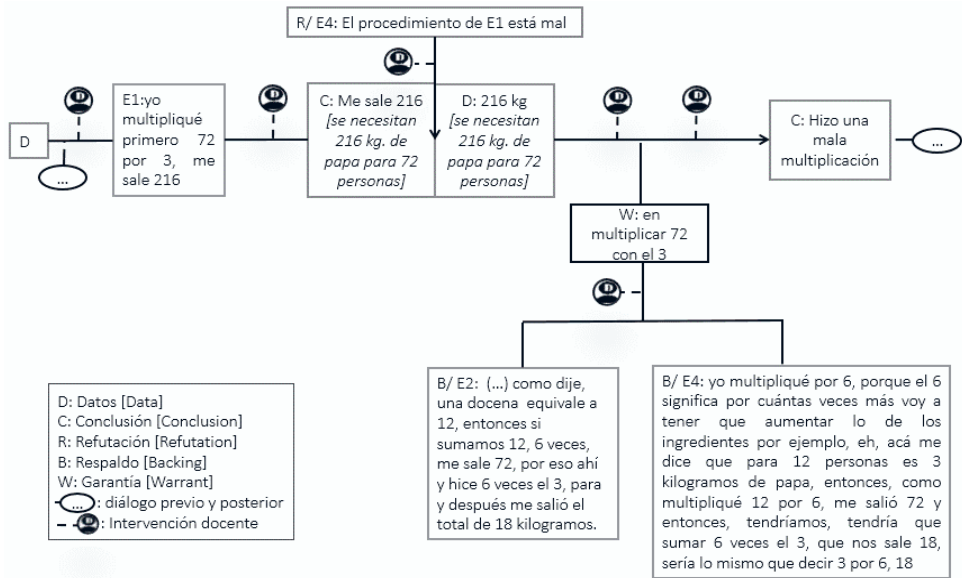 R/ E4: El procedimiento de E1 está mal
D
...
E1:yo
multipliqué
primero 72
por 3, me
sale 216
C: Me sale 216
[se necesitan
216 kg. de
papa para 72
personas]
D: 216 kg
[se necesitan
216 kg. de
papa para 72
personas]
C: Hizo una
mala
multiplicación
...
W: en
multiplicar 72
con el 3
B/ E2: (...) como dije,
una docena equivale a
12, entonces si
sumamos 12, 6 veces,
me sale 72, por eso ahí
y hice 6 veces el 3, para
y después me salió el
total de 18 kilogramos.
B/ E4: yo multipliqué por 6, porque el 6
significa por cuántas veces más voy a
tener que aumentar lo de los
ingredientes por ejemplo, eh, acá me
dice que para 12 personas es 3
kilogramos de papa, entonces, como
multipliqué 12 por 6, me salió 72 y
entonces, tendríamos, tendría que
sumar 6 veces el 3, que nos sale 18,
sería lo mismo que decir 3 por 6, 18
D: Datos [Data]
C: Conclusión [Conclusion]
R: Refutación [Refutation]
B: Respaldo [Backing]
W: Garantía [Warrant]
... : diálogo previo y posterior
D : Intervención docente